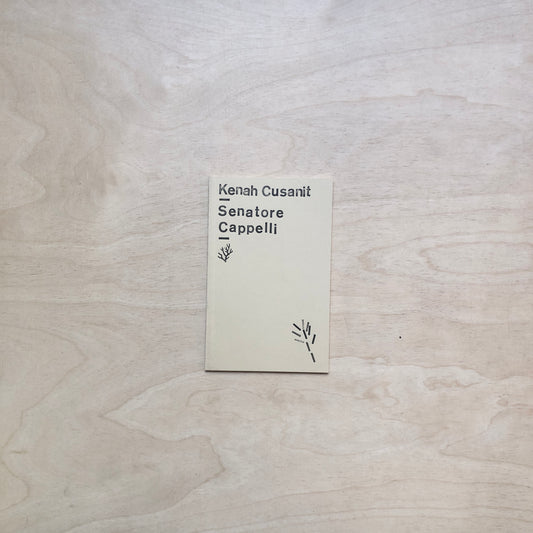 Kenah Cusanit
Senatore
Cappelli